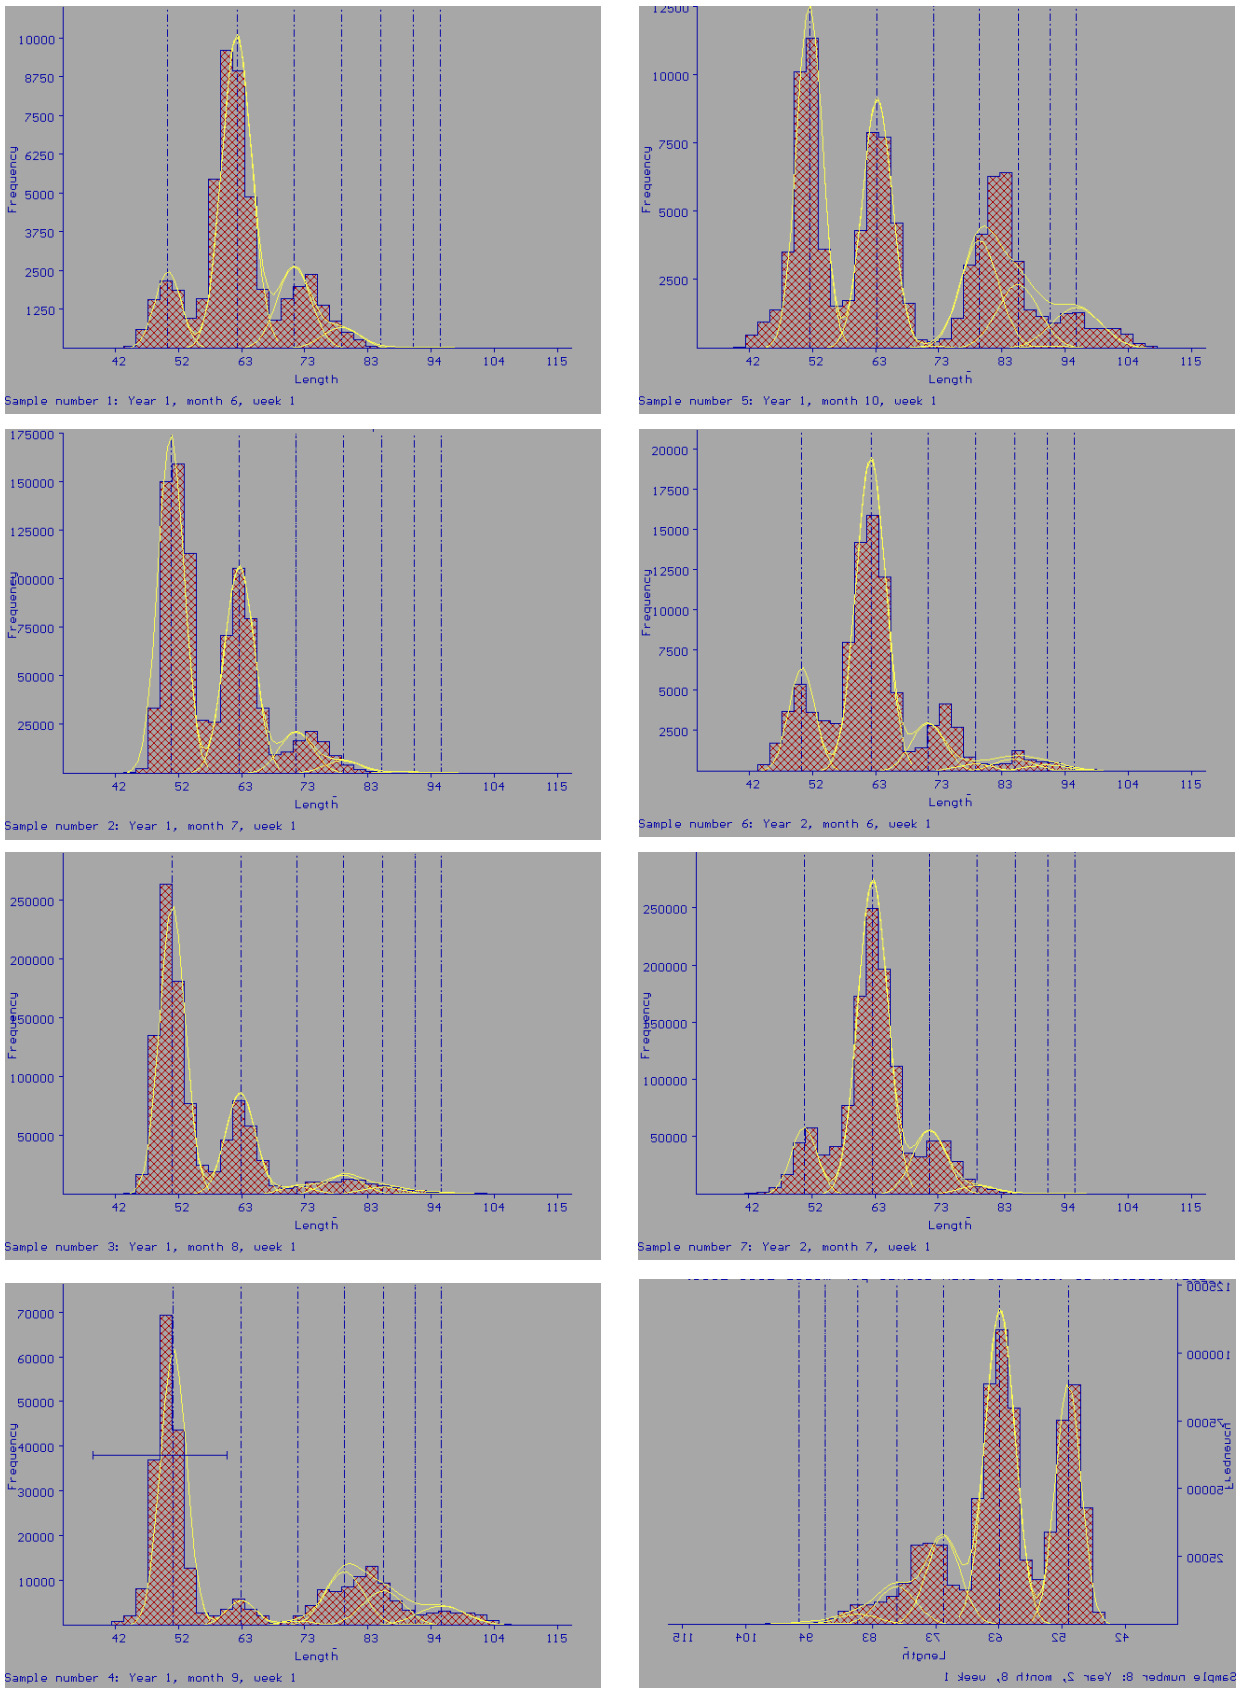 10000
8750
7500
6250
5000
3750
2500
1250
Frequency
42 52 63 73 83 94 104 115
Length
Sample number 1: Year 1, month 6, week 1
12500
10000
7500
5000
2500
Frequency
42 52 63 73 83 94 104 115
Length
Sample number 5: Year 1, month 10, week 1
175000
150000
125000
100000
75000
50000
25000
Frequency
42 52 63 73 83 94 104 115
Length
Sample number 2: Year 1, month 7, week 1
20000
17500
15000
12500
10000
7500
5000
2500
Frequency
42 52 63 73 83 94 104 115
Length
Sample number 6: Year 2, month 6, week 1
250000
200000
150000
100000
50000
Frequency
42 52 63 73 83 94 104 115
Length
Sample number 3: Year 1, month 8, week 1
250000
200000
150000
100000
50000
Frequency
42 52 63 73 83 94 104 115
Length
Sample number 7: Year 2, month 7, week 1
70000
60000
50000
40000
30000
20000
10000
Frequency
42 52 63 73 83 94 104 115
Length
Sample number 4: Year 1, month 9, week 1
125000
100000
75000
50000
25000
Frequency
115 104 94 83 73 63 52 42
Length
Sample number 8: Year 2, month 8, week 1